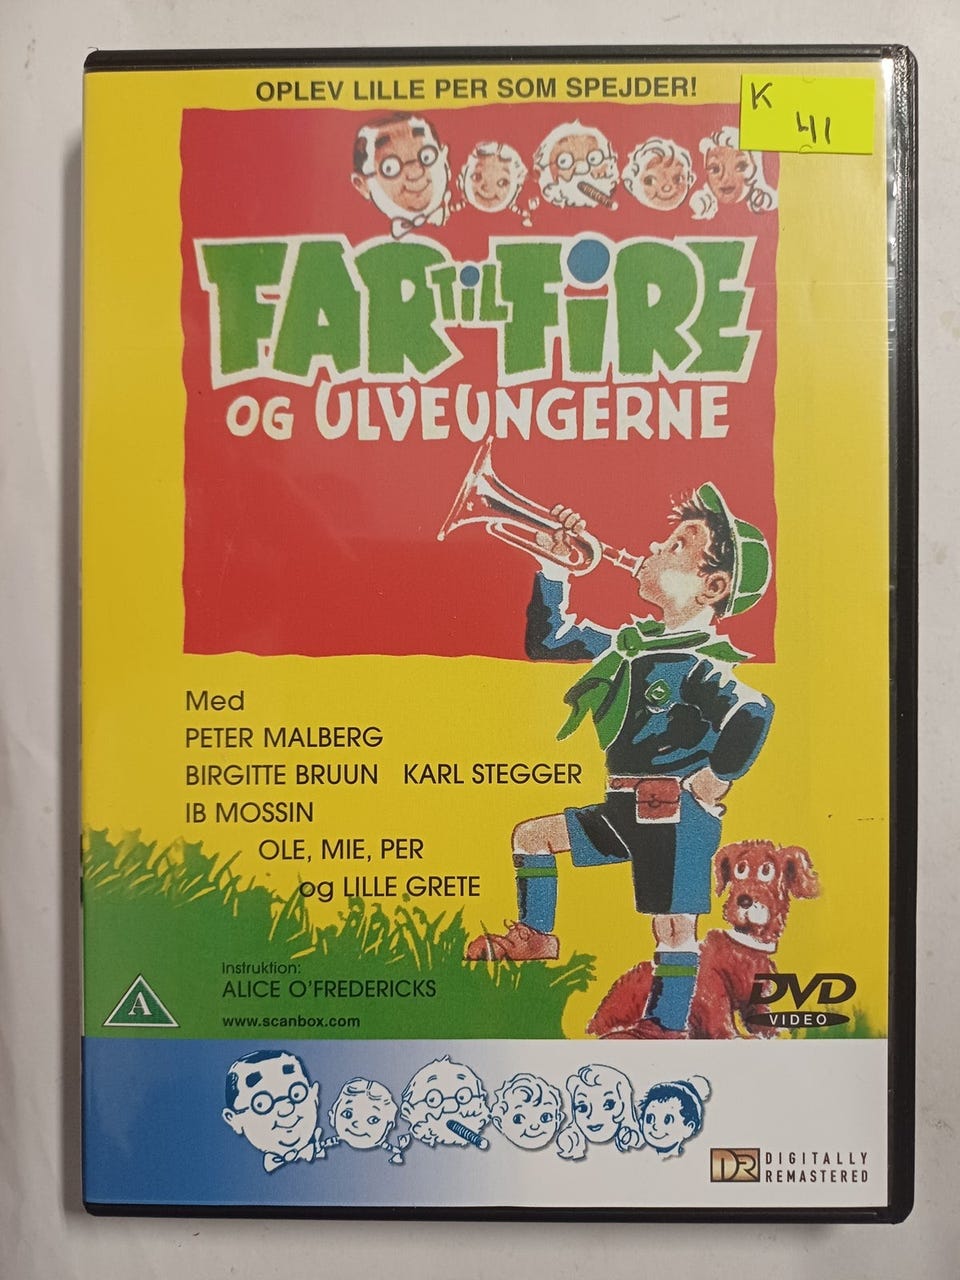 OPLEV LILLE PER SOM SPEJDER!
K
41
FAR TiL FiRE
OG ULVEUNGERNE
Med
PETER MALBERG
BIRGITTE BRUUN KARL STEGGER
IB MOSSIN
OLE, MIE, PER
og LILLE GRETE
Instruktion:
ALICE O'FREDERICKS
www.scanbox.com
A
DVD
VIDEO
DR DIGITALLY
REMASTERED